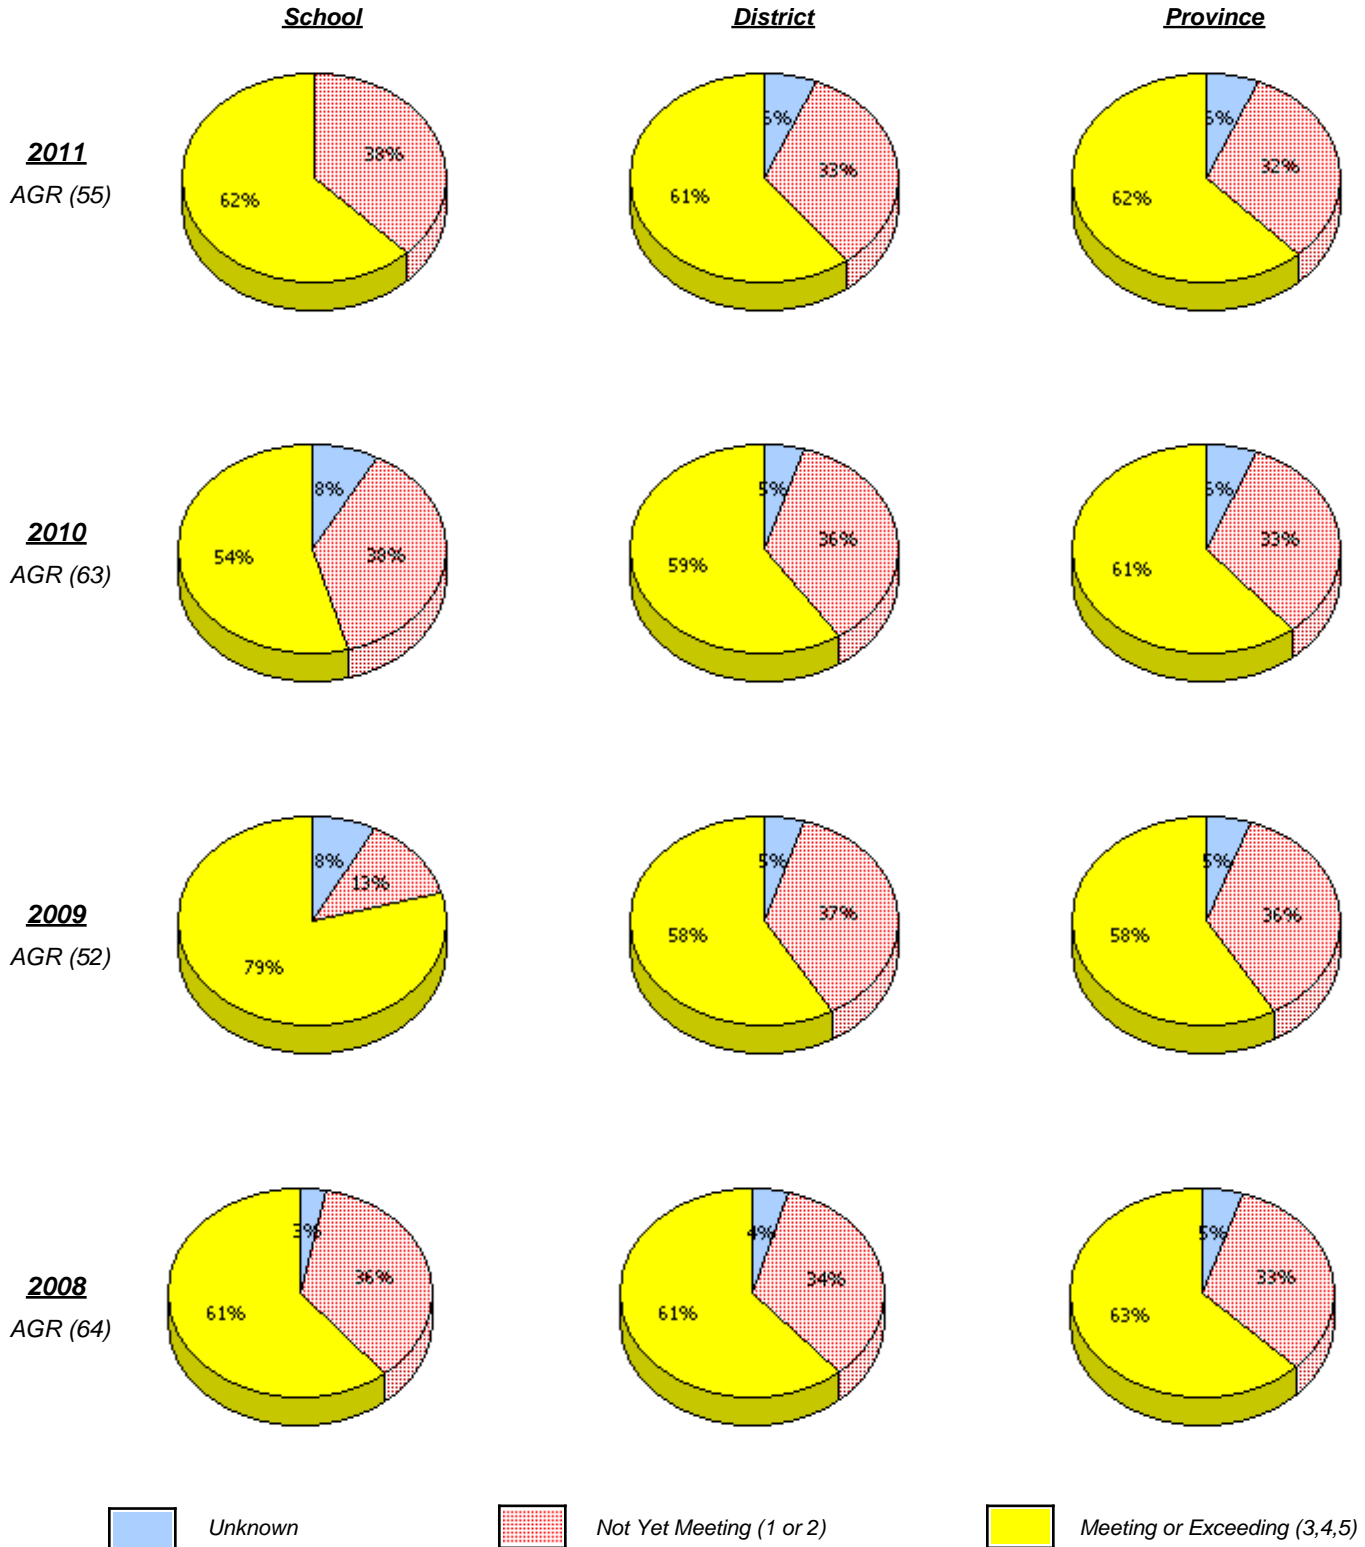 School District Province
6% 6%
2011 38% 33% 32%
AGR (55) 62% 61% 62%
8% 5% 6%
2010 38% 36% 33%
AGR (63) 54% 59% 61%
8% 5% 5%
2009 13% 37% 36%
AGR (52) 79% 58% 58%
3% 4% 5%
2008 36% 34% 33%
AGR (64) 61% 61% 63%
Unknown Not Yet Meeting (1 or 2) Meeting or Exceeding (3,4,5)